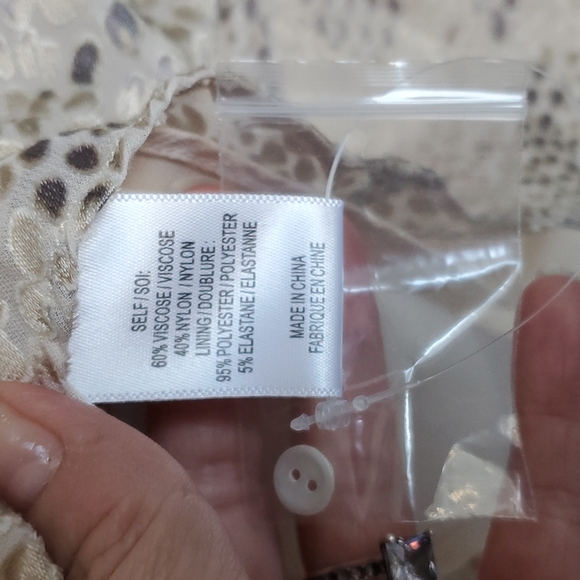 SELF/SOI:
60% VISCOSE/VISCOSE
40% NYLON/NYLON
LINING/DOUBLURE:
95% POLYESTER/POLYESTER
5% ELASTANE/ELASTANNE
MADE IN CHINA
FABRIQUE EN CHINE